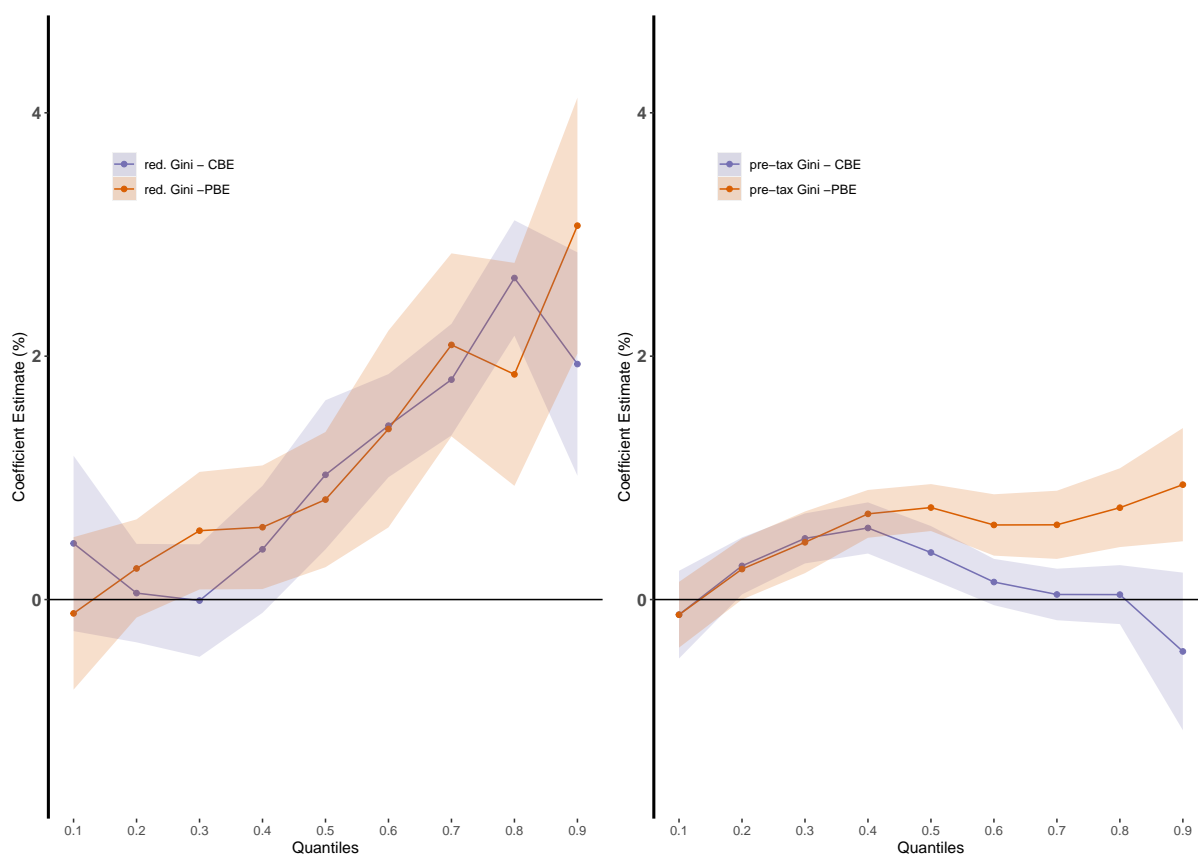 4
2
0
Coefficient Estimate (%)
red. Gini − CBE
red. Gini −PBE
0.1 0.2 0.3 0.4 0.5 0.6 0.7 0.8 0.9
Quantiles
4
2
0
Coefficient Estimate (%)
pre−tax Gini − CBE
pre−tax Gini −PBE
0.1 0.2 0.3 0.4 0.5 0.6 0.7 0.8 0.9
Quantiles